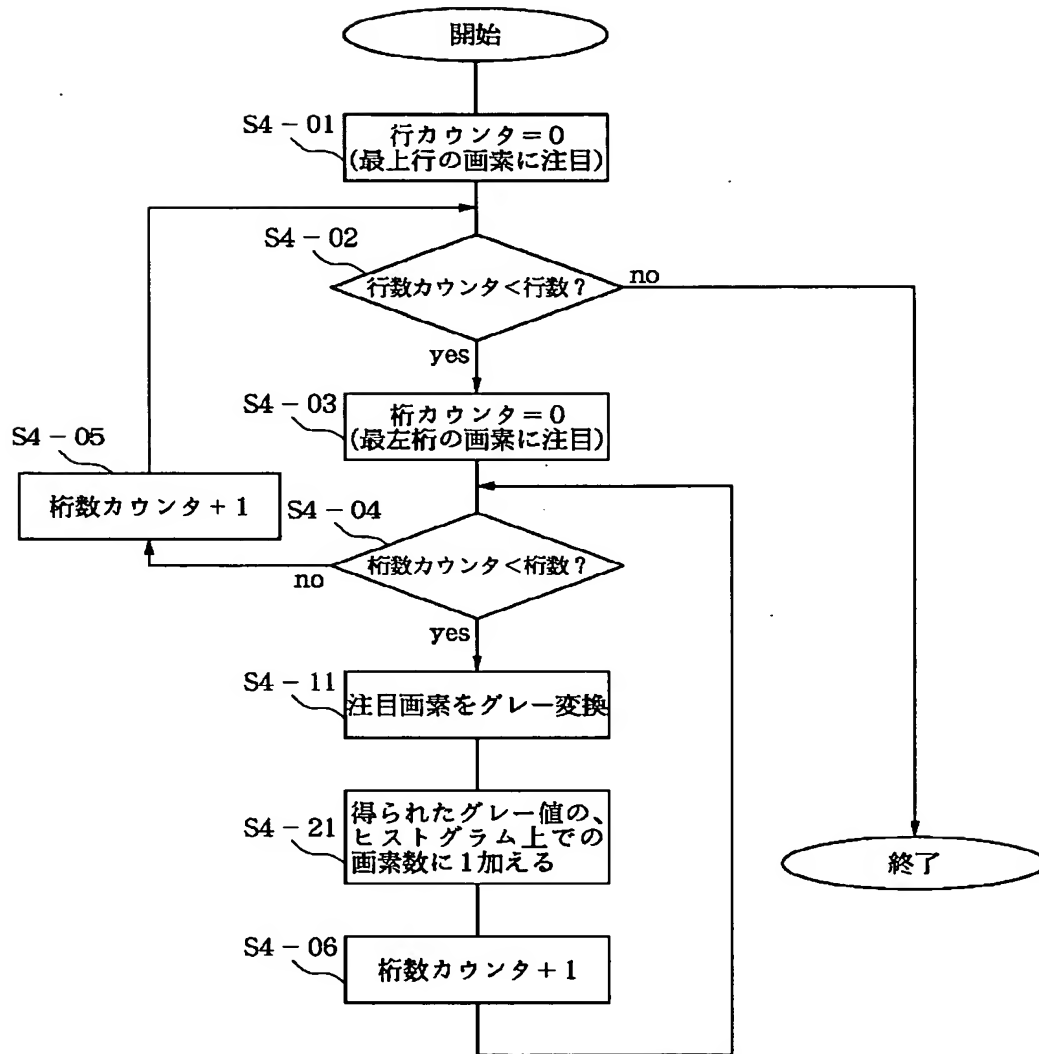 開始
S4-01
行カウンタ=0
(最上行の画素に注目)
S4-02
行数カウンタ<行数?
no
yes
S4-03
桁カウンタ=0
(最左桁の画素に注目)
S4-05
桁数カウンタ+1
S4-04
桁数カウンタ<桁数?
no
yes
S4-11
注目画素をグレー変換
S4-21
得られたグレー値の、
ヒストグラム上での
画素数に1加える
終了
S4-06
桁数カウンタ+1